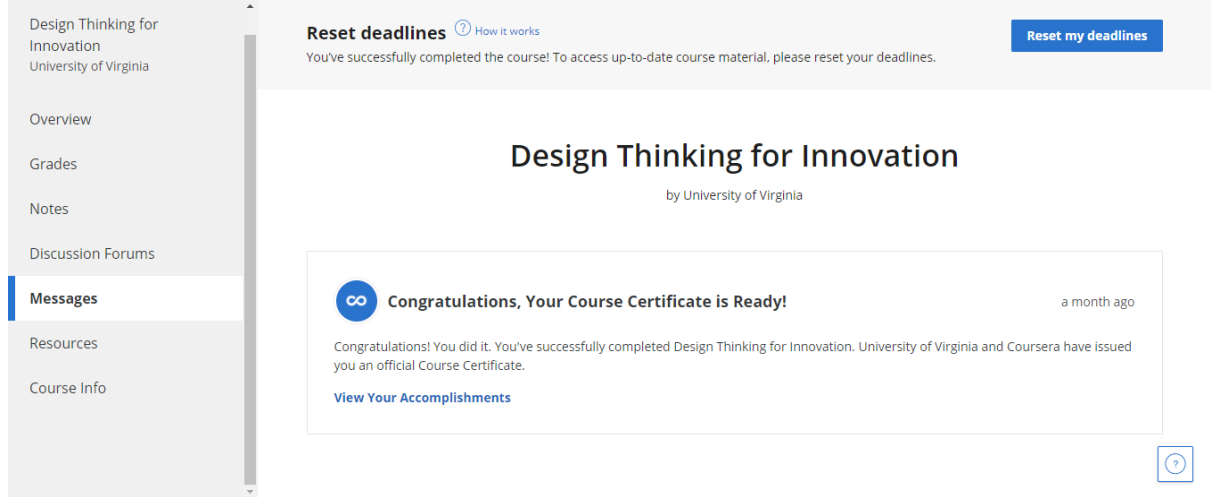 Design Thinking for
Innovation
University of Virginia
Overview
Grades
Notes
Discussion Forums
Messages
Resources
Course Info
Reset deadlines ? How it works
You've successfully completed the course! To access up-to-date course material, please reset your deadlines.
Reset my deadlines
Design Thinking for Innovation
by University of Virginia
Congratulations, Your Course Certificate is Ready!
a month ago
Congratulations! You did it. You've successfully completed Design Thinking for Innovation. University of Virginia and Coursera have issued
you an official Course Certificate.
View Your Accomplishments
?